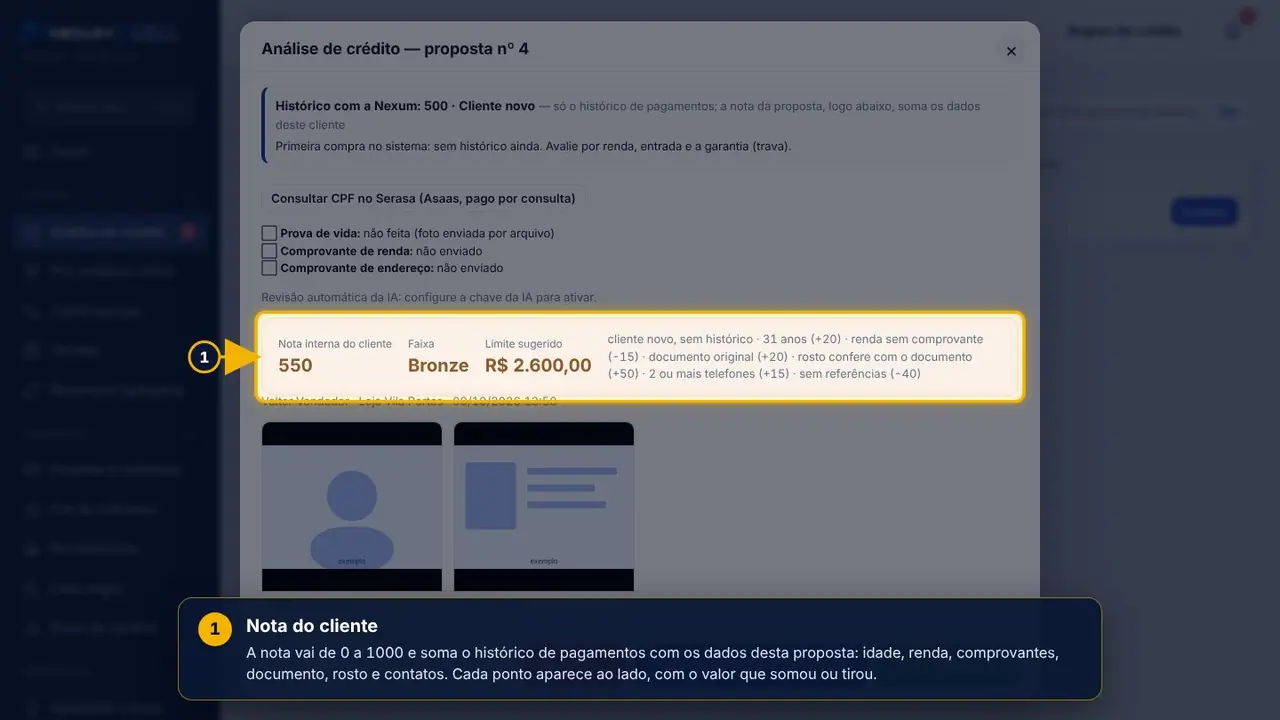 Análise de crédito — proposta nº 4
Histórico com a Nexum: 500 · Cliente novo — só o histórico de pagamentos; a nota da proposta, logo abaixo, soma os dados
deste cliente
Primeira compra no sistema: sem histórico ainda. Avalie por renda, entrada e a garantia (trava).
Consultar CPF no Serasa (Asaas, pago por consulta)
Prova de vida: não feita (foto enviada por arquivo)
Comprovante de renda: não enviado
Comprovante de endereço: não enviado
Revisão automática da IA: configure a chave da IA para ativar.
1
Nota interna do cliente
550
Faixa
Bronze
Limite sugerido
R$ 2.600,00
cliente novo, sem histórico · 31 anos (+20) · renda sem comprovante
(-15) · documento original (+20) · rosto confere com o documento
(+50) · 2 ou mais telefones (+15) · sem referências (-40)
exemplo
exemplo
1
Nota do cliente
A nota vai de 0 a 1000 e soma o histórico de pagamentos com os dados desta proposta: idade, renda, comprovantes,
documento, rosto e contatos. Cada ponto aparece ao lado, com o valor que somou ou tirou.